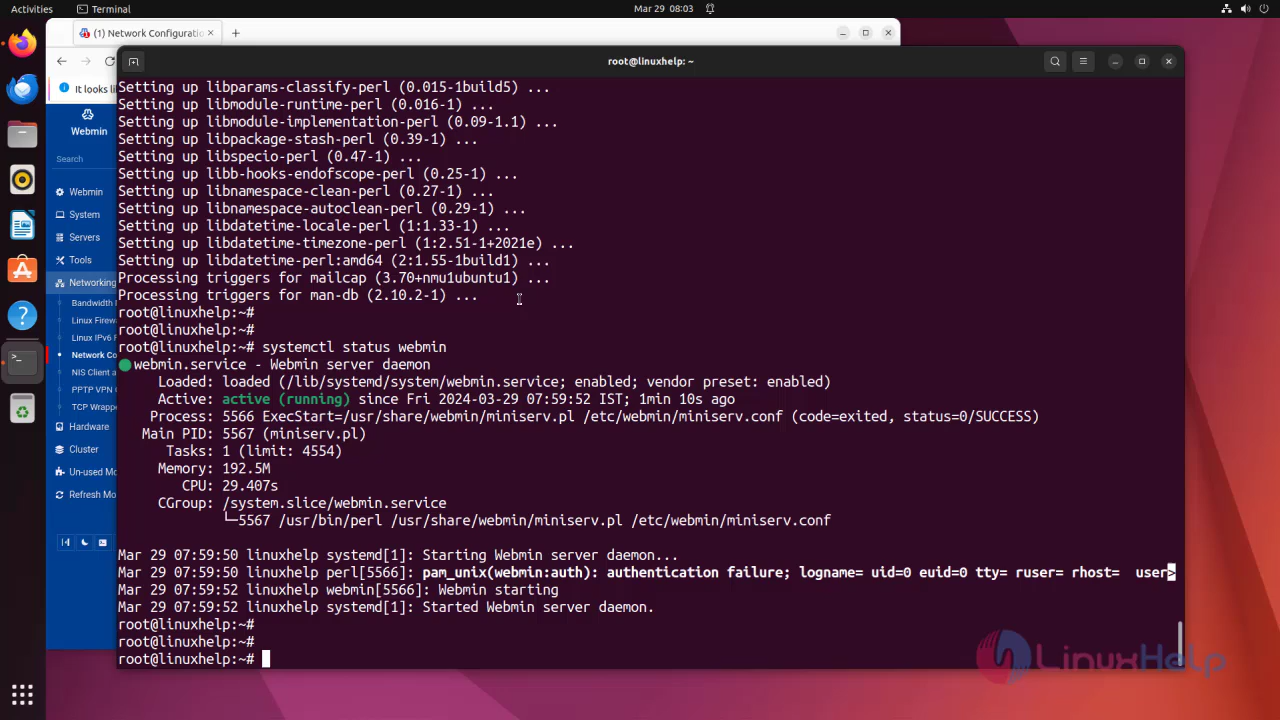 Activities
Terminal
Mar 29 08:03
(1) Network Configuratio
It looks li
Webmin
Search
Webmin
System
Servers
Tools
Networking
Bandwidth
Linux Firew
Linux IPv6 F
Network Co
NIS Client a
PPTP VPN C
TCP Wrappe
Hardware
Cluster
Un-used Mo
Refresh Mo
root@linuxhelp: ~
Setting up libparams-classify-perl (0.015-1build5) ...
Setting up libmodule-runtime-perl (0.016-1) ...
Setting up libmodule-implementation-perl (0.09-1.1) ...
Setting up libpackage-stash-perl (0.39-1) ...
Setting up libspecio-perl (0.47-1) ...
Setting up libb-hooks-endofscope-perl (0.25-1) ...
Setting up libnamespace-clean-perl (0.27-1) ...
Setting up libnamespace-autoclean-perl (0.29-1) ...
Setting up libdatetime-locale-perl (1:1.33-1) ...
Setting up libdatetime-timezone-perl (1:2.51-1+2021e) ...
Setting up libdatetime-perl:amd64 (2:1.55-1build1) ...
Processing triggers for mailcap (3.70+nmu1ubuntu1) ...
Processing triggers for man-db (2.10.2-1) ...
root@linuxhelp:~#
root@linuxhelp:~#
root@linuxhelp:~# systemctl status webmin
● webmin.service - Webmin server daemon
Loaded: loaded (/lib/systemd/system/webmin.service; enabled; vendor preset: enabled)
Active: active (running) since Fri 2024-03-29 07:59:52 IST; 1min 10s ago
Process: 5566 ExecStart=/usr/share/webmin/miniserv.pl /etc/webmin/miniserv.conf (code=exited, status=0/SUCCESS)
Main PID: 5567 (miniserv.pl)
Tasks: 1 (limit: 4554)
Memory: 192.5M
CPU: 29.407s
CGroup: /system.slice/webmin.service
└─5567 /usr/bin/perl /usr/share/webmin/miniserv.pl /etc/webmin/miniserv.conf
Mar 29 07:59:50 linuxhelp systemd[1]: Starting Webmin server daemon...
Mar 29 07:59:50 linuxhelp perl[5566]: pam_unix(webmin:auth): authentication failure; logname= uid=0 euid=0 tty= ruser= rhost=  user>
Mar 29 07:59:52 linuxhelp webmin[5566]: Webmin starting
Mar 29 07:59:52 linuxhelp systemd[1]: Started Webmin server daemon.
root@linuxhelp:~#
root@linuxhelp:~#
root@linuxhelp:~#
LinuxHelp